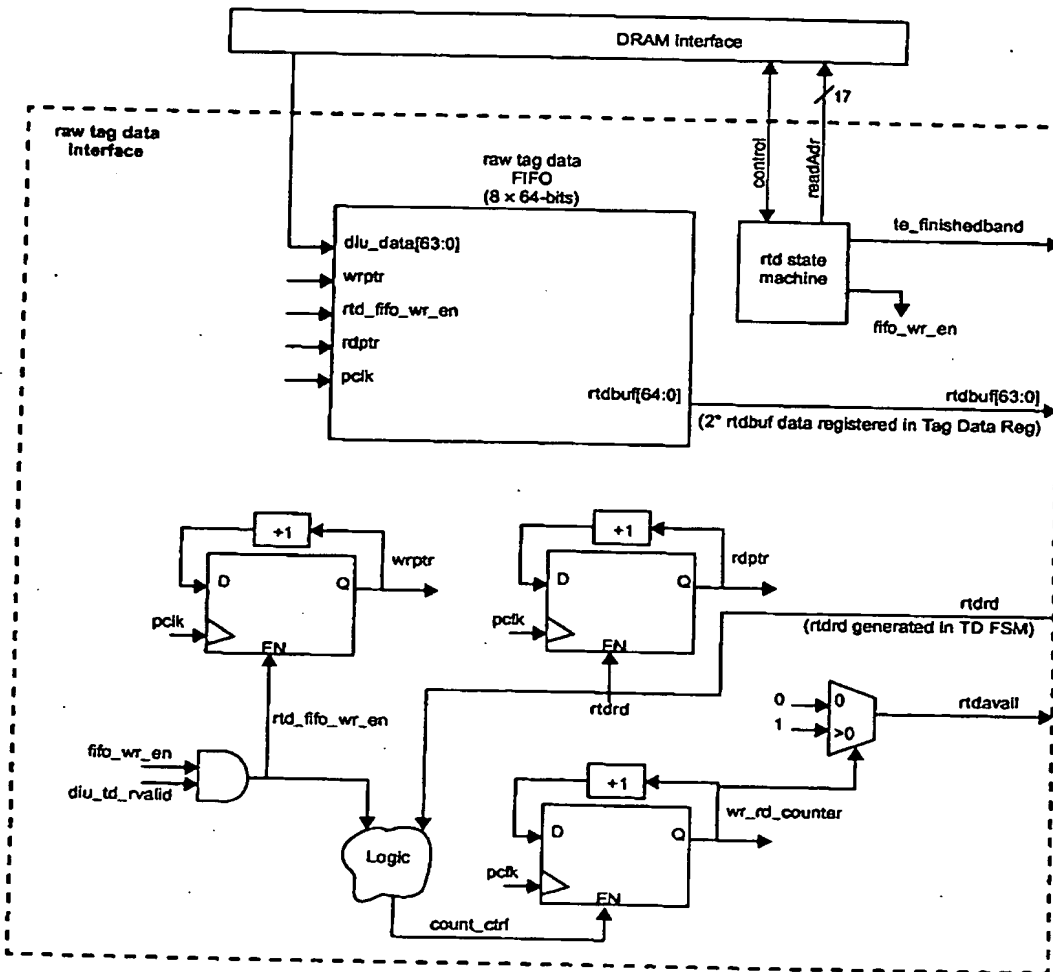 DRAM Interface
17
raw tag data
Interface
control
readAdr
raw tag data
FIFO
(8 × 64-bits)
diu_data[63:0]
wrptr
rtd_fifo_wr_en
rdptr
pclk
rtdbuf[64:0]
rtd state
machine
te_finishedband
fifo_wr_en
rtdbuf[63:0]
(2* rtdbuf data registered in Tag Data Reg)
+1
wrptr
D
Q
pclk
EN
+1
rdptr
D
Q
pclk
EN
rtdrd
(rtdrd generated in TD FSM)
rtdrd
rtd_fifo_wr_en
fifo_wr_en
diu_td_rvalid
0
0
1
>0
rtdavail
Logic
count_ctrl
+1
wr_rd_counter
D
Q
pclk
EN